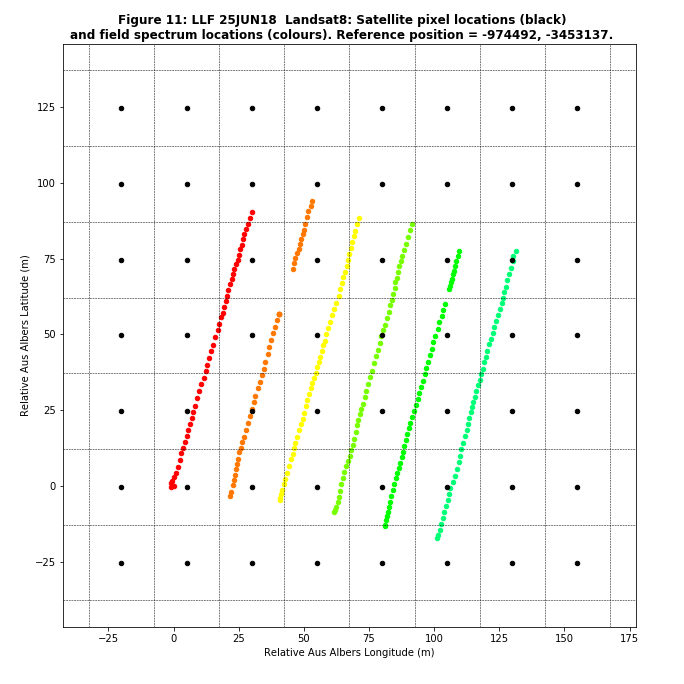 Figure 11: LLF 25JUN18  Landsat8: Satellite pixel locations (black)
and field spectrum locations (colours). Reference position = -974492, -3453137.
125
100
75
50
25
0
−25
Relative Aus Albers Latitude (m)
−25 0 25 50 75 100 125 150 175
Relative Aus Albers Longitude (m)